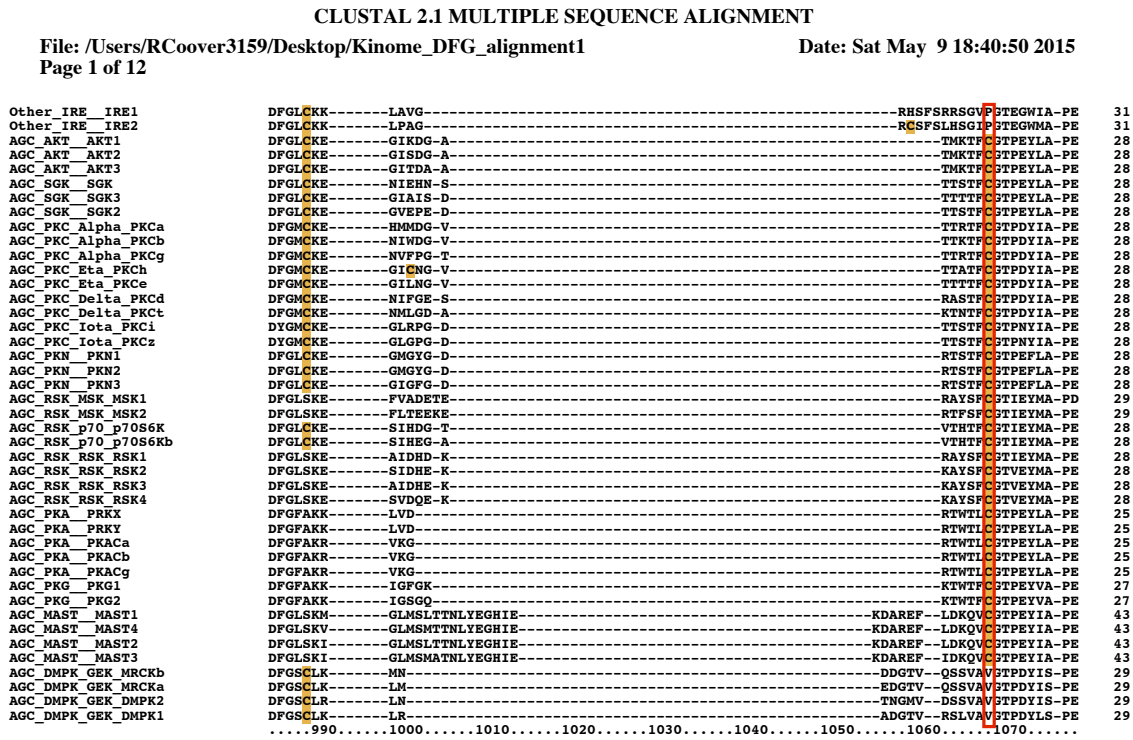 CLUSTAL 2.1 MULTIPLE SEQUENCE ALIGNMENT
File: /Users/RCoover3159/Desktop/Kinome_DFG_alignment1 Date: Sat May 9 18:40:50 2015
Page 1 of 12
Other_IRE__IRE1 DFGLCKK-------LAVG-------------------------------------------------------RHSFSRRSGVPGTEGWIA-PE 31
Other_IRE__IRE2 DFGLCKK-------LPAG-------------------------------------------------------RCSFSLHSGIPGTEGWMA-PE 31
AGC_AKT__AKT1 DFGLCKE-------GIKDG-A---------------------------------------------------------TMKTFCGTPEYLA-PE 28
AGC_AKT__AKT2 DFGLCKE-------GISDG-A---------------------------------------------------------TMKTFCGTPEYLA-PE 28
AGC_AKT__AKT3 DFGLCKE-------GITDA-A---------------------------------------------------------TMKTFCGTPEYLA-PE 28
AGC_SGK__SGK DFGLCKE-------NIEHN-S---------------------------------------------------------TTSTFCGTPEYLA-PE 28
AGC_SGK__SGK3 DFGLCKE-------GIAIS-D---------------------------------------------------------TTTTFCGTPEYLA-PE 28
AGC_SGK__SGK2 DFGLCKE-------GVEPE-D---------------------------------------------------------TTSTFCGTPEYLA-PE 28
AGC_PKC_Alpha_PKCa DFGMCKE-------HMMDG-V---------------------------------------------------------TTRTFCGTPDYIA-PE 28
AGC_PKC_Alpha_PKCb DFGMCKE-------NIWDG-V---------------------------------------------------------TTKTFCGTPDYIA-PE 28
AGC_PKC_Alpha_PKCg DFGMCKE-------NVFPG-T---------------------------------------------------------TTRTFCGTPDYIA-PE 28
AGC_PKC_Eta_PKCh DFGMCKE-------GICNG-V---------------------------------------------------------TTATFCGTPDYIA-PE 28
AGC_PKC_Eta_PKCe DFGMCKE-------GILNG-V---------------------------------------------------------TTTTFCGTPDYIA-PE 28
AGC_PKC_Delta_PKCd DFGMCKE-------NIFGE-S---------------------------------------------------------RASTFCGTPDYIA-PE 28
AGC_PKC_Delta_PKCt DFGMCKE-------NMLGD-A---------------------------------------------------------KTNTFCGTPDYIA-PE 28
AGC_PKC_Iota_PKCi DYGMCKE-------GLRPG-D---------------------------------------------------------TTSTFCGTPNYIA-PE 28
AGC_PKC_Iota_PKCz DYGMCKE-------GLGPG-D---------------------------------------------------------TTSTFCGTPNYIA-PE 28
AGC_PKN__PKN1 DFGLCKE-------GMGYG-D---------------------------------------------------------RTSTFCGTPEFLA-PE 28
AGC_PKN__PKN2 DFGLCKE-------GMGYG-D---------------------------------------------------------RTSTFCGTPEFLA-PE 28
AGC_PKN__PKN3 DFGLCKE-------GIGFG-D---------------------------------------------------------RTSTFCGTPEFLA-PE 28
AGC_RSK_MSK_MSK1 DFGLSKE-------FVADETE---------------------------------------------------------RAYSFCGTIEYMA-PD 29
AGC_RSK_MSK_MSK2 DFGLSKE-------FLTEEKE---------------------------------------------------------RTFSFCGTIEYMA-PE 29
AGC_RSK_p70_p70S6K DFGLCKE-------SIHDG-T---------------------------------------------------------VTHTFCGTIEYMA-PE 28
AGC_RSK_p70_p70S6Kb DFGLCKE-------SIHEG-A---------------------------------------------------------VTHTFCGTIEYMA-PE 28
AGC_RSK_RSK_RSK1 DFGLSKE-------AIDHD-K---------------------------------------------------------RAYSFCGTIEYMA-PE 28
AGC_RSK_RSK_RSK2 DFGLSKE-------SIDHE-K---------------------------------------------------------KAYSFCGTVEYMA-PE 28
AGC_RSK_RSK_RSK3 DFGLSKE-------AIDHE-K---------------------------------------------------------KAYSFCGTVEYMA-PE 28
AGC_RSK_RSK_RSK4 DFGLSKE-------SVDQE-K---------------------------------------------------------KAYSFCGTVEYMA-PE 28
AGC_PKA__PRKX DFGFAKK-------LVD-------------------------------------------------------------RTWTLCGTPEYLA-PE 25
AGC_PKA__PRKY DFGFAKK-------LVD-------------------------------------------------------------RTWTLCGTPEYLA-PE 25
AGC_PKA__PKACa DFGFAKR-------VKG-------------------------------------------------------------RTWTLCGTPEYLA-PE 25
AGC_PKA__PKACb DFGFAKR-------VKG-------------------------------------------------------------RTWTLCGTPEYLA-PE 25
AGC_PKA__PKACg DFGFAKR-------VKG-------------------------------------------------------------RTWTLCGTPEYLA-PE 25
AGC_PKG__PKG1 DFGFAKK-------IGFGK-----------------------------------------------------------KTWTFCGTPEYVA-PE 27
AGC_PKG__PKG2 DFGFAKK-------IGSGQ-----------------------------------------------------------KTWTFCGTPEYVA-PE 27
AGC_MAST__MAST1 DFGLSKM-------GLMSLTTNLYEGHIE-----------------------------------------KDAREF--LDKQVCGTPEYIA-PE 43
AGC_MAST__MAST4 DFGLSKV-------GLMSMTTNLYEGHIE-----------------------------------------KDAREF--LDKQVCGTPEYIA-PE 43
AGC_MAST__MAST2 DFGLSKI-------GLMSLTTNLYEGHIE-----------------------------------------KDAREF--LDKQVCGTPEYIA-PE 43
AGC_MAST__MAST3 DFGLSKI-------GLMSMATNLYEGHIE-----------------------------------------KDAREF--IDKQVCGTPEYIA-PE 43
AGC_DMPK_GEK_MRCKb DFGSCLK-------MN-------------------------------------------------------DDGTV--QSSVAVGTPDYIS-PE 29
AGC_DMPK_GEK_MRCKa DFGSCLK-------LM-------------------------------------------------------EDGTV--QSSVAVGTPDYIS-PE 29
AGC_DMPK_GEK_DMPK2 DFGSCLR-------LN-------------------------------------------------------TNGMV--DSSVAVGTPDYIS-PE 29
AGC_DMPK_GEK_DMPK1 DFGSCLK-------LR-------------------------------------------------------ADGTV--RSLVAVGTPDYLS-PE 29
.....990......1000......1010......1020......1030......1040......1050......1060......1070......